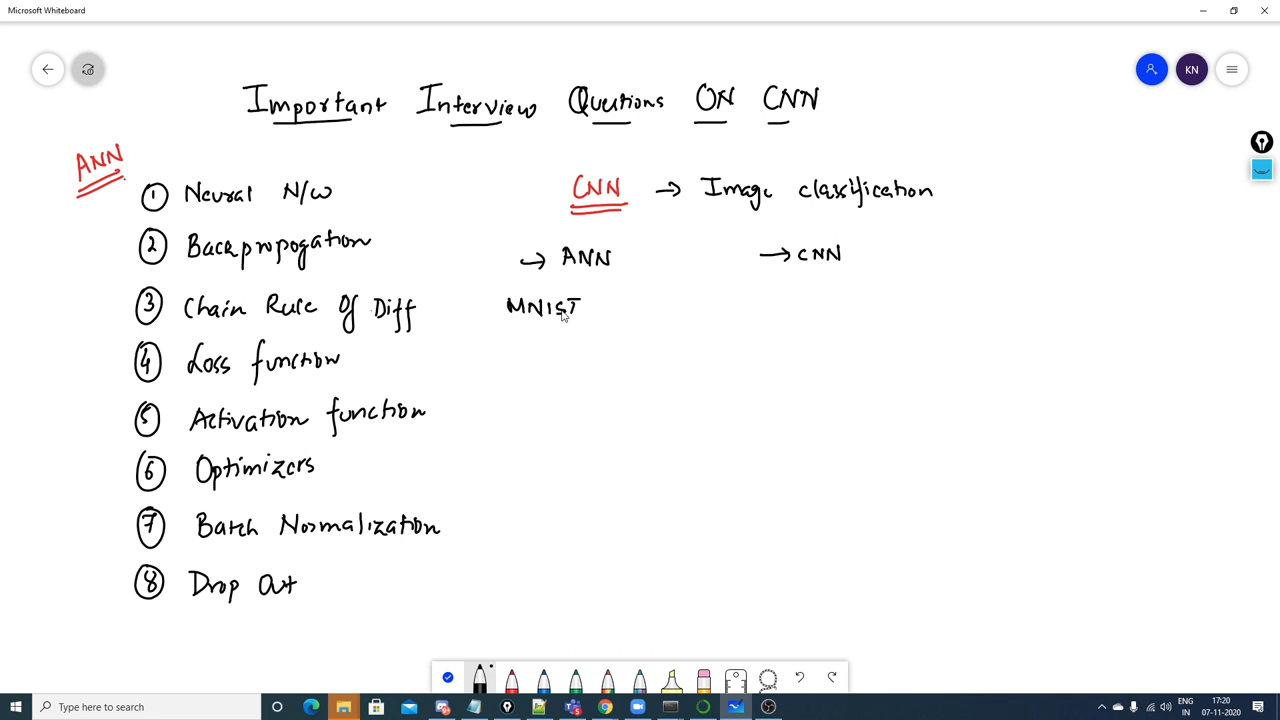 Microsoft Whiteboard
KN
Important Interview Questions ON CNN
ANN
1 Neural N/W
2 Backpropogation
3 Chain Rule Of Diff
4 Loss function
5 Activation function
6 Optimizers
7 Batch Normalization
8 Drop Out
CNN → Image classification
→ ANN → CNN
MNIST
Type here to search
ENG
IN
17:20
07-11-2020